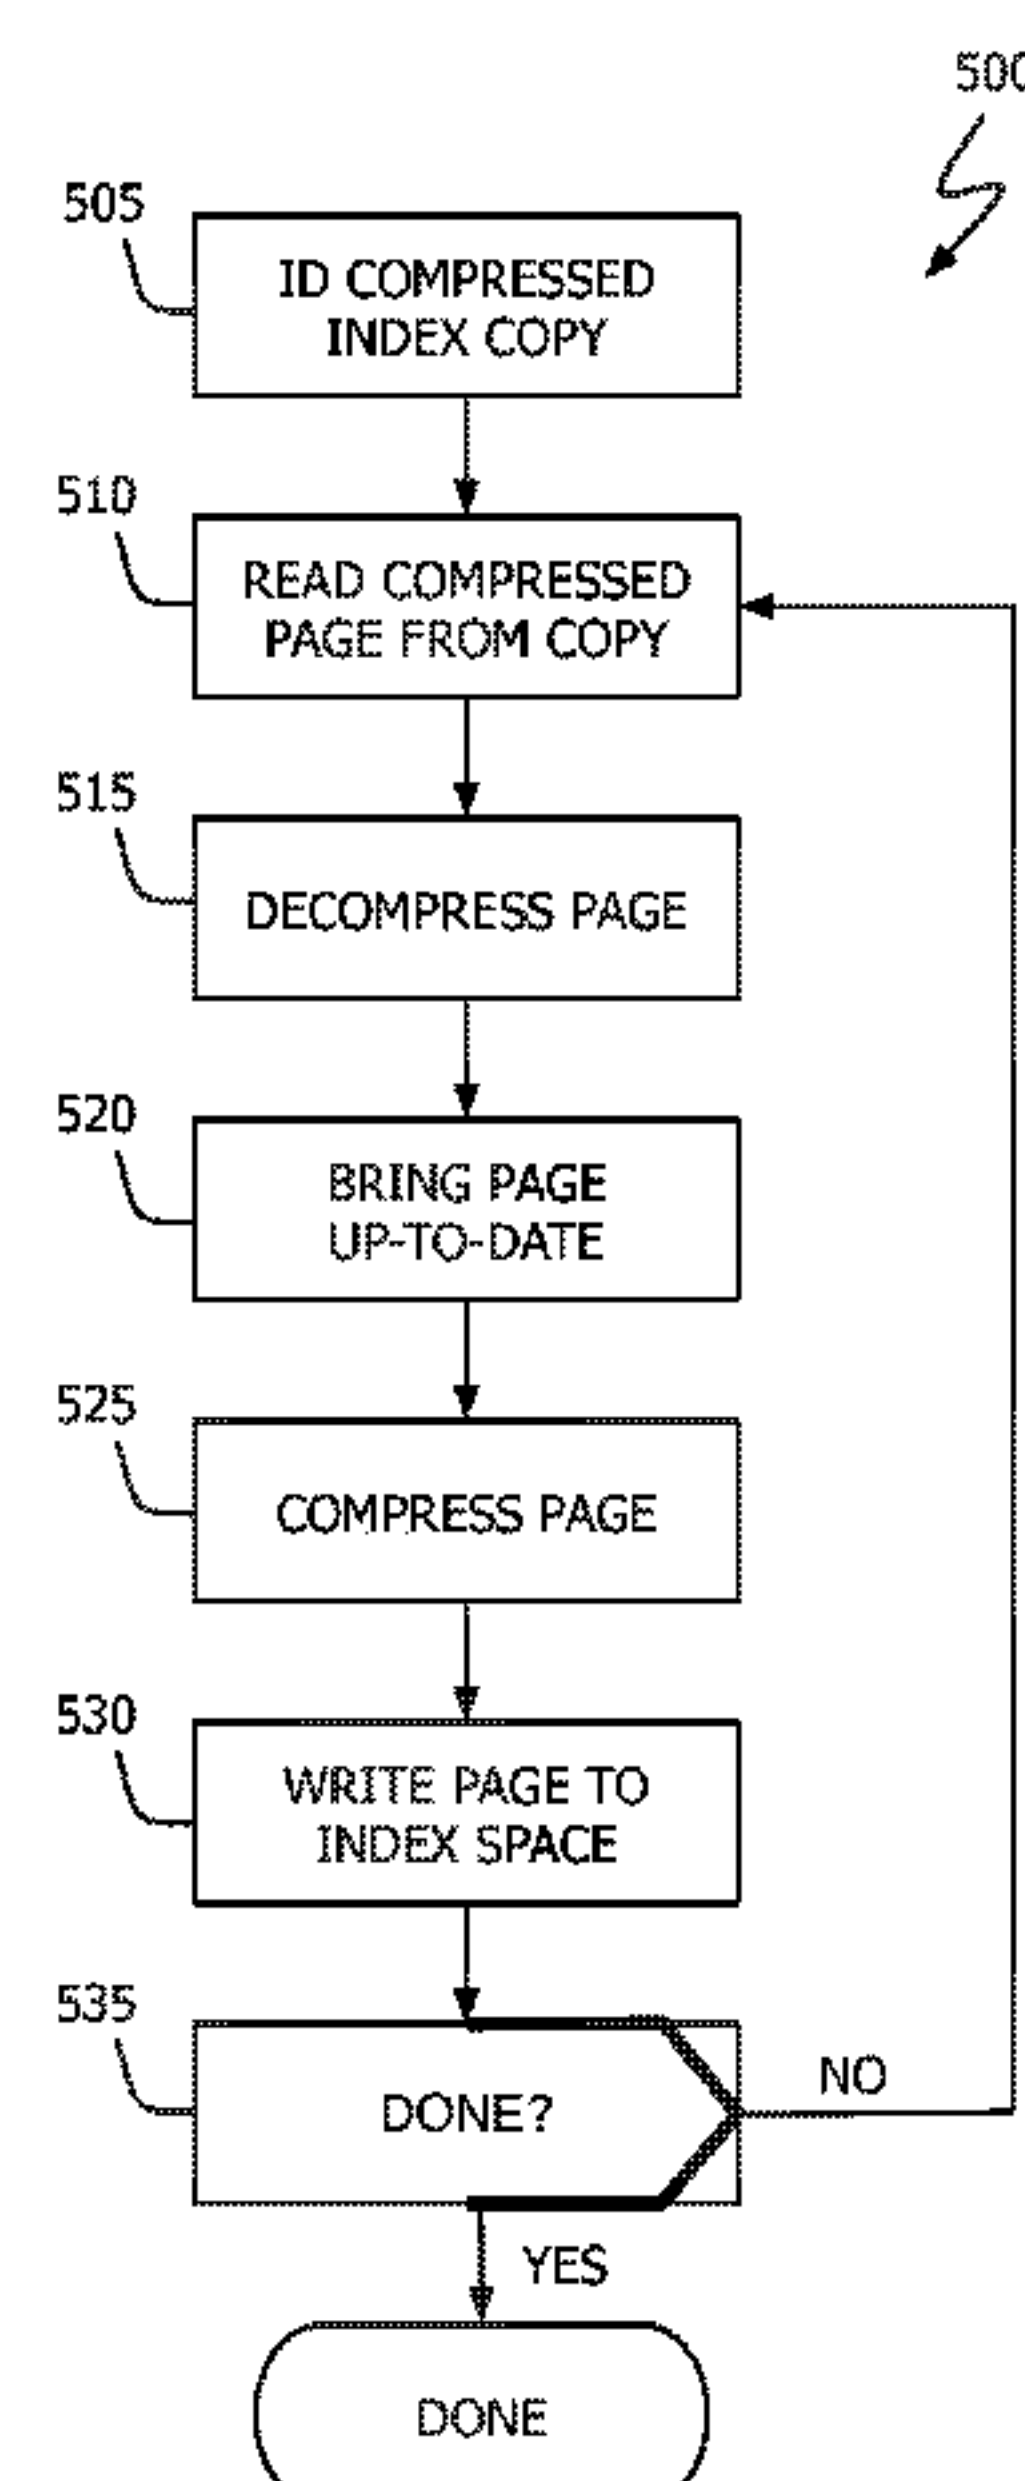 500
505
ID COMPRESSED
INDEX COPY
510
READ COMPRESSED
PAGE FROM COPY
515
DECOMPRESS PAGE
520
BRING PAGE
UP-TO-DATE
525
COMPRESS PAGE
530
WRITE PAGE TO
INDEX SPACE
535
DONE?
NO
YES
DONE